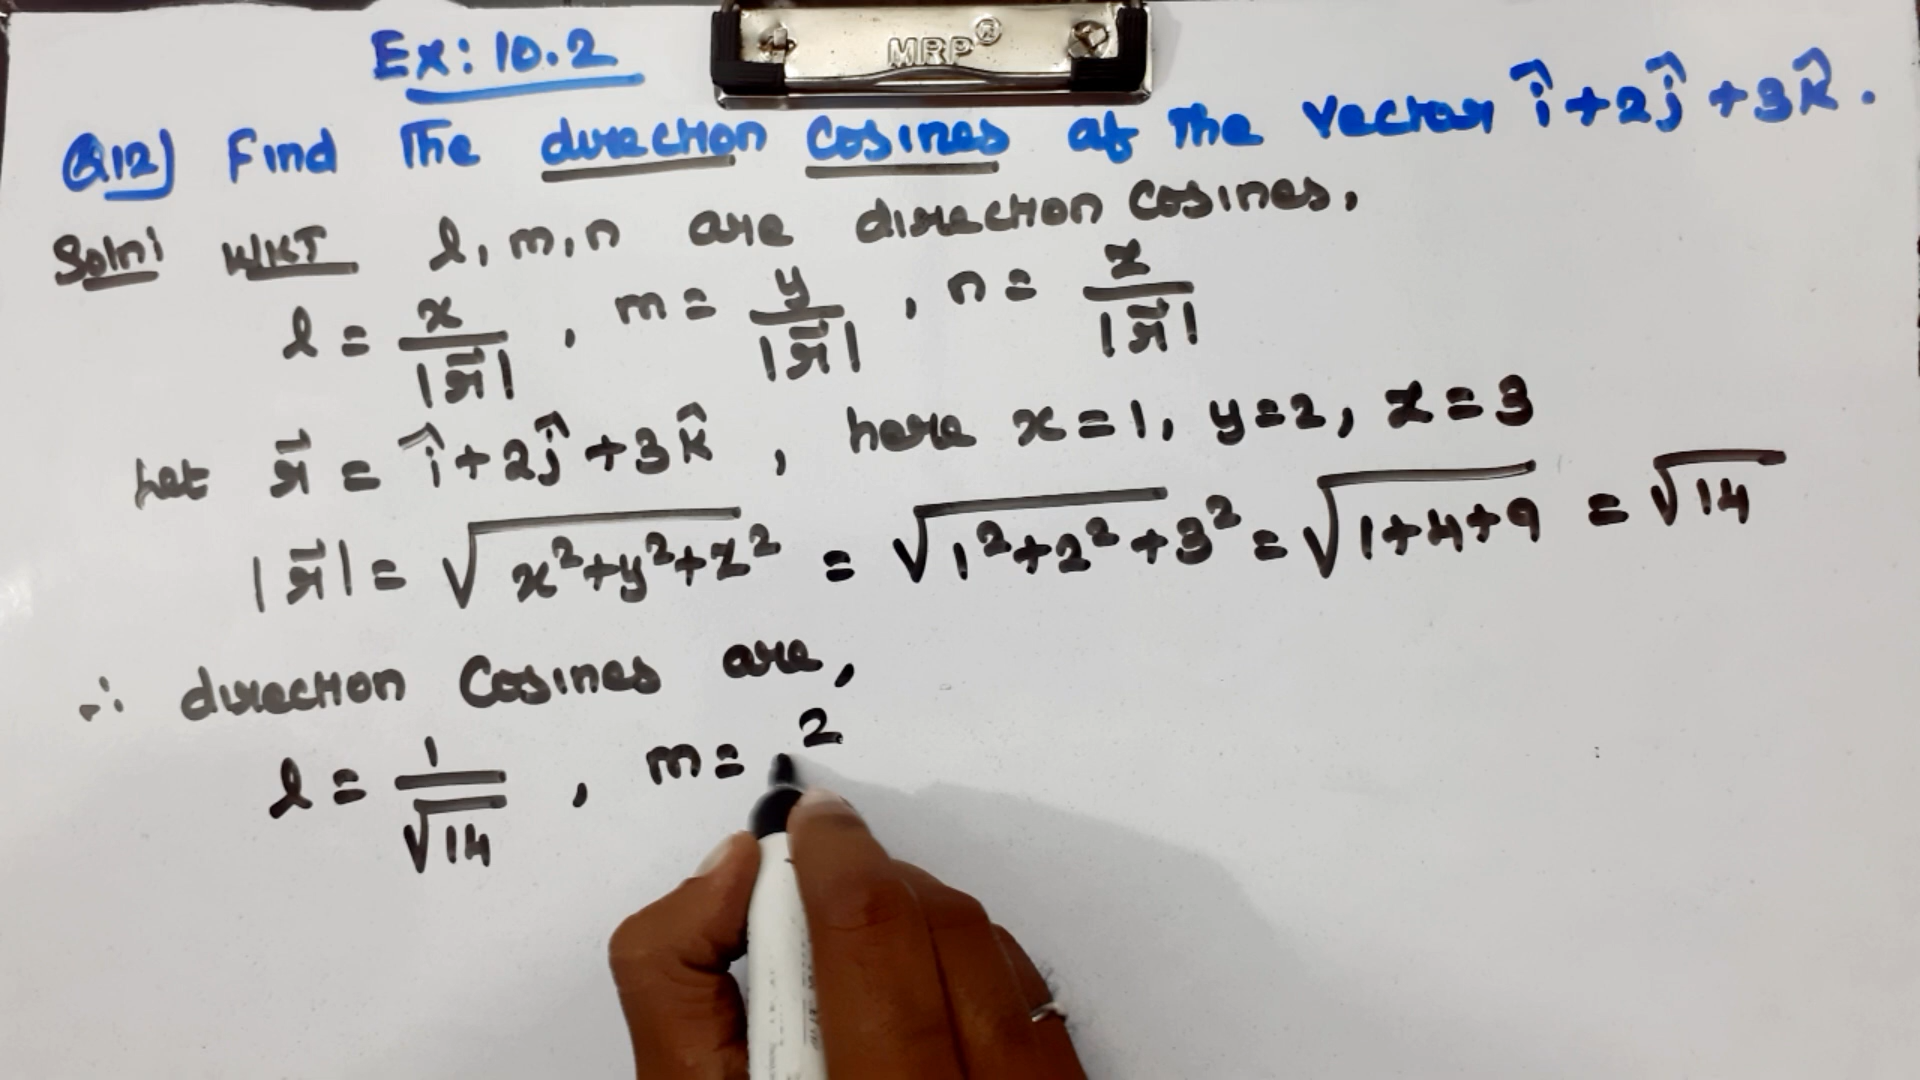 MRP®
Ex: 10.2
Q12) Find The direction Cosines of The Vector î+2ĵ+3k̂.
Soln: WKT l, m, n are direction Cosines,
l = x/|r⃗| , m = y/|r⃗| , n = z/|r⃗|
Let r⃗ = î+2ĵ+3k̂ , here x=1, y=2, z=3
|r⃗| = √x²+y²+z² = √1²+2²+3² = √1+4+9 = √14
∴ direction Cosines are,
l = 1/√14 , m = 2